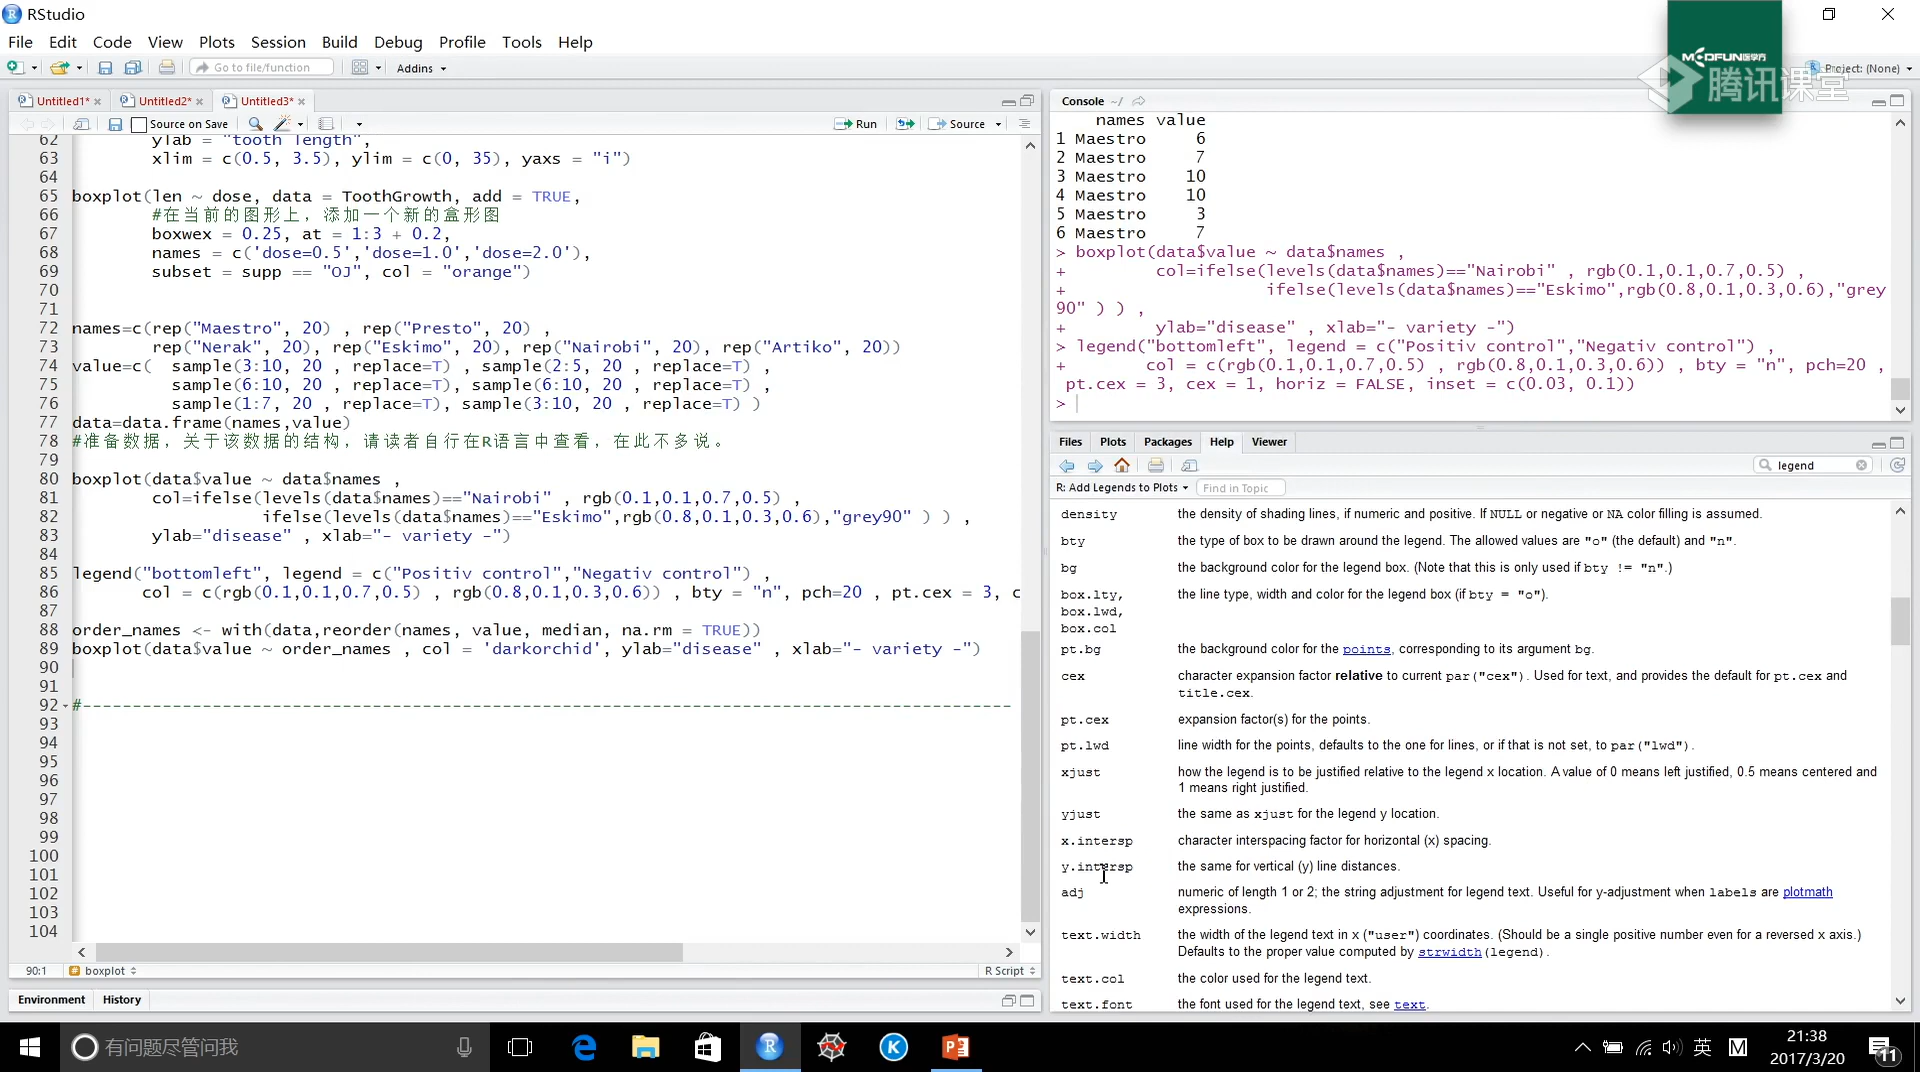 RStudio
File Edit Code View Plots Session Build Debug Profile Tools Help
Go to file/function Addins
Project: (None)
MEDFUN医学方
腾讯课堂
Untitled1* Untitled2* Untitled3*
Source on Save Run Source
62 ylab = "tooth length",
63 xlim = c(0.5, 3.5), ylim = c(0, 35), yaxs = "i")
64
65 boxplot(len ~ dose, data = ToothGrowth, add = TRUE,
66 #在当前的图形上，添加一个新的盒形图
67 boxwex = 0.25, at = 1:3 + 0.2,
68 names = c('dose=0.5','dose=1.0','dose=2.0'),
69 subset = supp == "OJ", col = "orange")
70
71
72 names=c(rep("Maestro", 20) , rep("Presto", 20) ,
73 rep("Nerak", 20), rep("Eskimo", 20), rep("Nairobi", 20), rep("Artiko", 20))
74 value=c( sample(3:10, 20 , replace=T) , sample(2:5, 20 , replace=T) ,
75 sample(6:10, 20 , replace=T), sample(6:10, 20 , replace=T) ,
76 sample(1:7, 20 , replace=T), sample(3:10, 20 , replace=T) )
77 data=data.frame(names,value)
78 #准备数据，关于该数据的结构，请读者自行在R语言中查看，在此不多说。
79
80 boxplot(data$value ~ data$names ,
81 col=ifelse(levels(data$names)=="Nairobi" , rgb(0.1,0.1,0.7,0.5) ,
82 ifelse(levels(data$names)=="Eskimo",rgb(0.8,0.1,0.3,0.6),"grey90" ) ) ,
83 ylab="disease" , xlab="- variety -")
84
85 legend("bottomleft", legend = c("Positiv control","Negativ control") ,
86 col = c(rgb(0.1,0.1,0.7,0.5) , rgb(0.8,0.1,0.3,0.6)) , bty = "n", pch=20 , pt.cex = 3, c
87
88 order_names <- with(data,reorder(names, value, median, na.rm = TRUE))
89 boxplot(data$value ~ order_names , col = 'darkorchid', ylab="disease" , xlab="- variety -")
90
91
92 #---------------------------------------------------------------------------------------------
93
94
95
96
97
98
99
100
101
102
103
104
90:1 boxplot R Script
Environment History
Console ~/
names value
1 Maestro 6
2 Maestro 7
3 Maestro 10
4 Maestro 10
5 Maestro 3
6 Maestro 7
> boxplot(data$value ~ data$names ,
+ col=ifelse(levels(data$names)=="Nairobi" , rgb(0.1,0.1,0.7,0.5) ,
+ ifelse(levels(data$names)=="Eskimo",rgb(0.8,0.1,0.3,0.6),"grey
90" ) ) ,
+ ylab="disease" , xlab="- variety -")
> legend("bottomleft", legend = c("Positiv control","Negativ control") ,
+ col = c(rgb(0.1,0.1,0.7,0.5) , rgb(0.8,0.1,0.3,0.6)) , bty = "n", pch=20 ,
pt.cex = 3, cex = 1, horiz = FALSE, inset = c(0.03, 0.1))
>
Files Plots Packages Help Viewer
legend
R: Add Legends to Plots Find in Topic
density the density of shading lines, if numeric and positive. If NULL or negative or NA color filling is assumed.
bty the type of box to be drawn around the legend. The allowed values are "o" (the default) and "n".
bg the background color for the legend box. (Note that this is only used if bty != "n".)
box.lty, the line type, width and color for the legend box (if bty = "o").
box.lwd,
box.col
pt.bg the background color for the points, corresponding to its argument bg.
cex character expansion factor relative to current par("cex"). Used for text, and provides the default for pt.cex and
title.cex.
pt.cex expansion factor(s) for the points.
pt.lwd line width for the points, defaults to the one for lines, or if that is not set, to par("lwd").
xjust how the legend is to be justified relative to the legend x location. A value of 0 means left justified, 0.5 means centered and
1 means right justified.
yjust the same as xjust for the legend y location.
x.intersp character interspacing factor for horizontal (x) spacing.
y.intersp the same for vertical (y) line distances.
adj numeric of length 1 or 2; the string adjustment for legend text. Useful for y-adjustment when labels are plotmath
expressions.
text.width the width of the legend text in x ("user") coordinates. (Should be a single positive number even for a reversed x axis.)
Defaults to the proper value computed by strwidth(legend).
text.col the color used for the legend text.
text.font the font used for the legend text, see text.
有问题尽管问我
英 M
21:38
2017/3/20
11